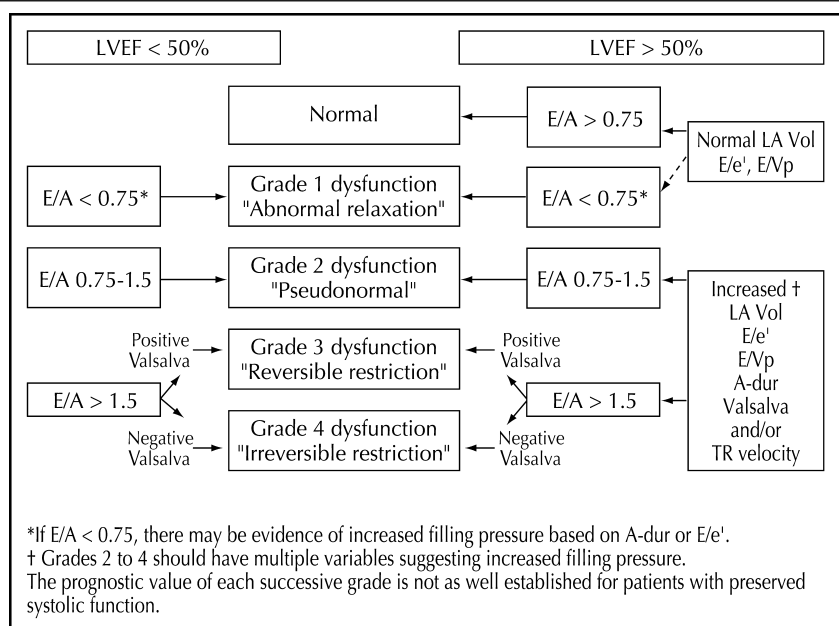 LVEF < 50%
LVEF > 50%
Normal
E/A > 0.75
Normal LA Vol
E/e', E/Vp
E/A < 0.75*
Grade 1 dysfunction
"Abnormal relaxation"
E/A < 0.75*
E/A 0.75-1.5
Grade 2 dysfunction
"Pseudonormal"
E/A 0.75-1.5
Increased †
LA Vol
E/e'
E/Vp
A-dur
Valsalva
and/or
TR velocity
Positive
Valsalva
Grade 3 dysfunction
"Reversible restriction"
Positive
Valsalva
E/A > 1.5
E/A > 1.5
Negative
Valsalva
Grade 4 dysfunction
"Irreversible restriction"
Negative
Valsalva
*If E/A < 0.75, there may be evidence of increased filling pressure based on A-dur or E/e'.
† Grades 2 to 4 should have multiple variables suggesting increased filling pressure.
The prognostic value of each successive grade is not as well established for patients with preserved
systolic function.